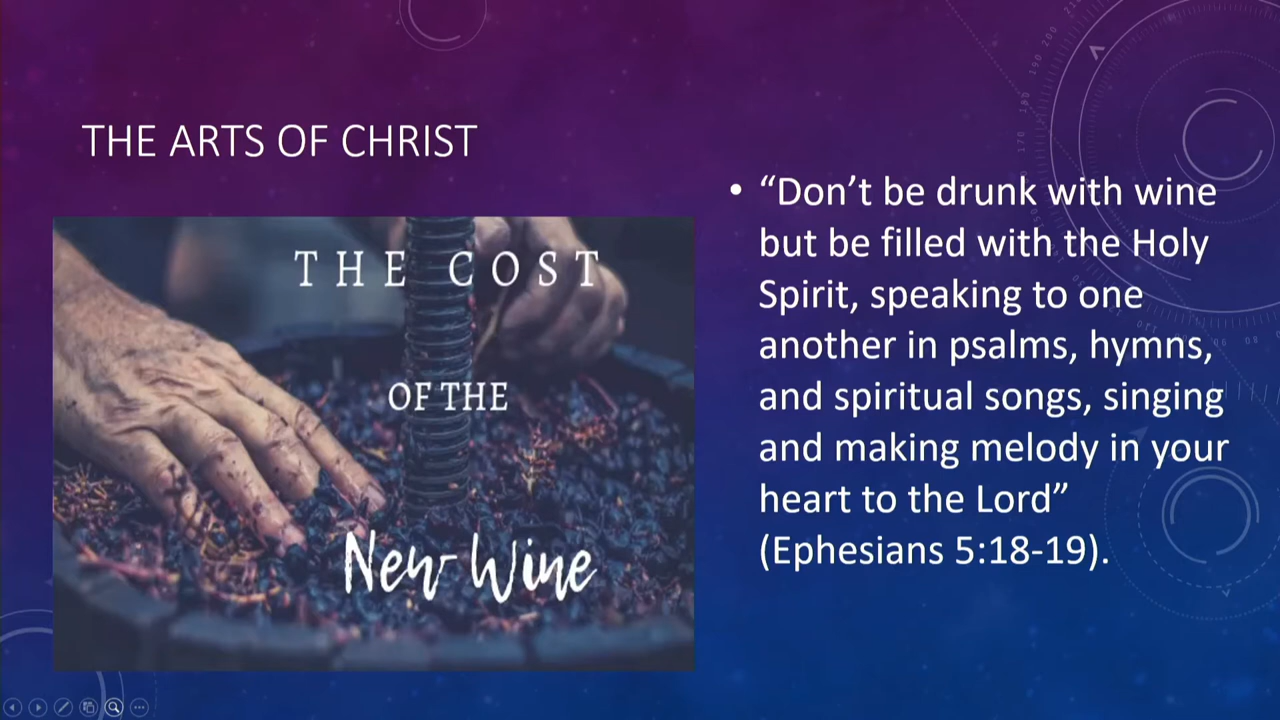 THE ARTS OF CHRIST
THE COST
OF THE
New Wine
• “Don’t be drunk with wine
but be filled with the Holy
Spirit, speaking to one
another in psalms, hymns,
and spiritual songs, singing
and making melody in your
heart to the Lord”
(Ephesians 5:18-19).